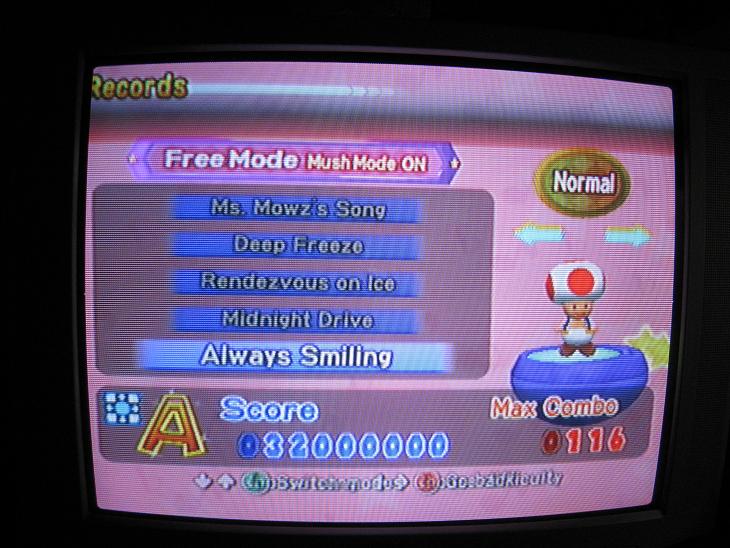 Records
Free Mode Mush Mode ON
Normal
Ms. Mowz's Song
Deep Freeze
Rendezvous on Ice
Midnight Drive
Always Smiling
A Score Max Combo
032000000 0116